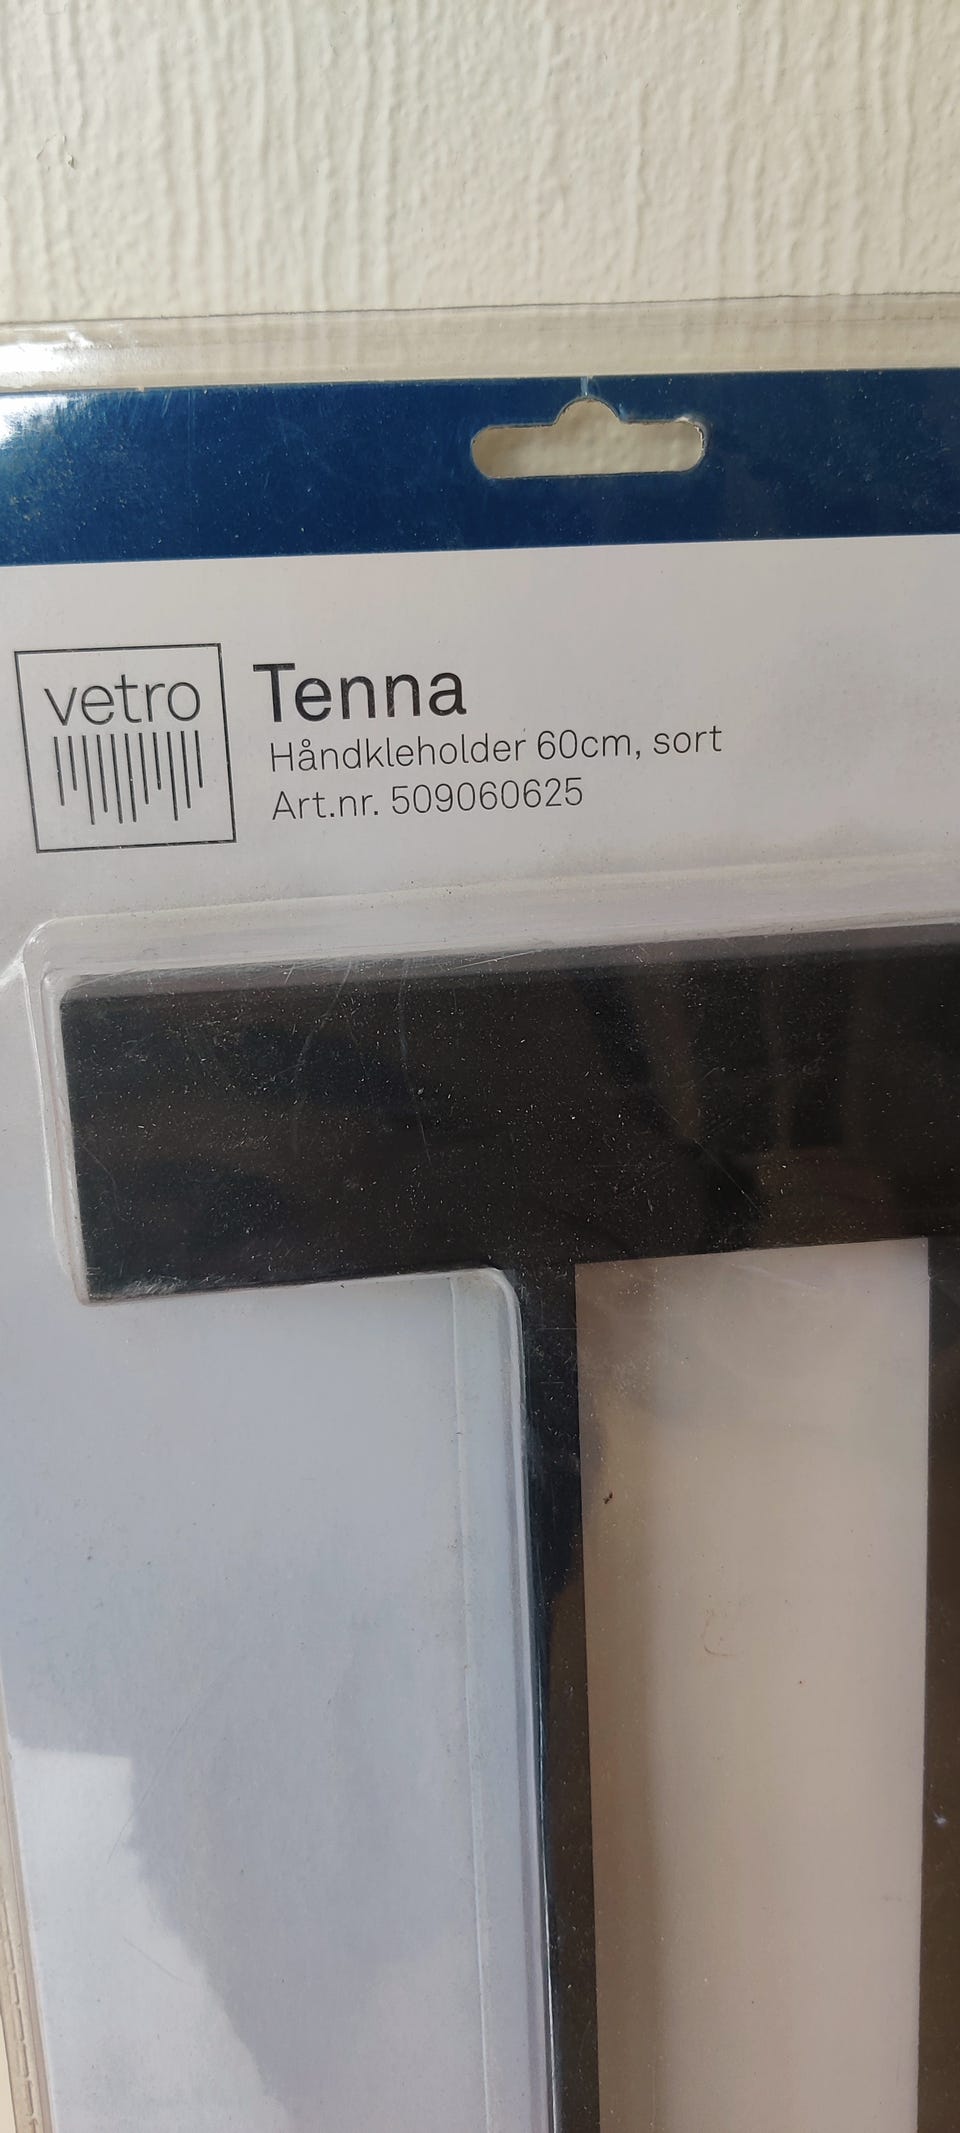 vetro
Tenna
Håndkleholder 60cm, sort
Art.nr. 509060625